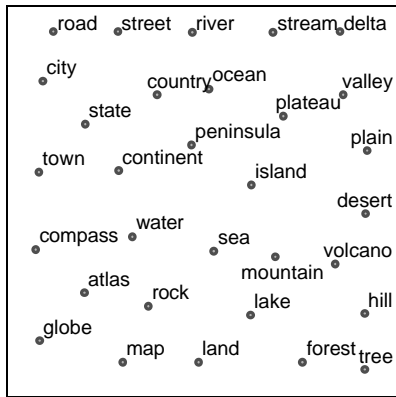 road street river stream delta
city
country ocean valley
state plateau
peninsula plain
town continent
island
desert
compass water sea volcano
mountain
atlas rock lake hill
globe
map land forest tree